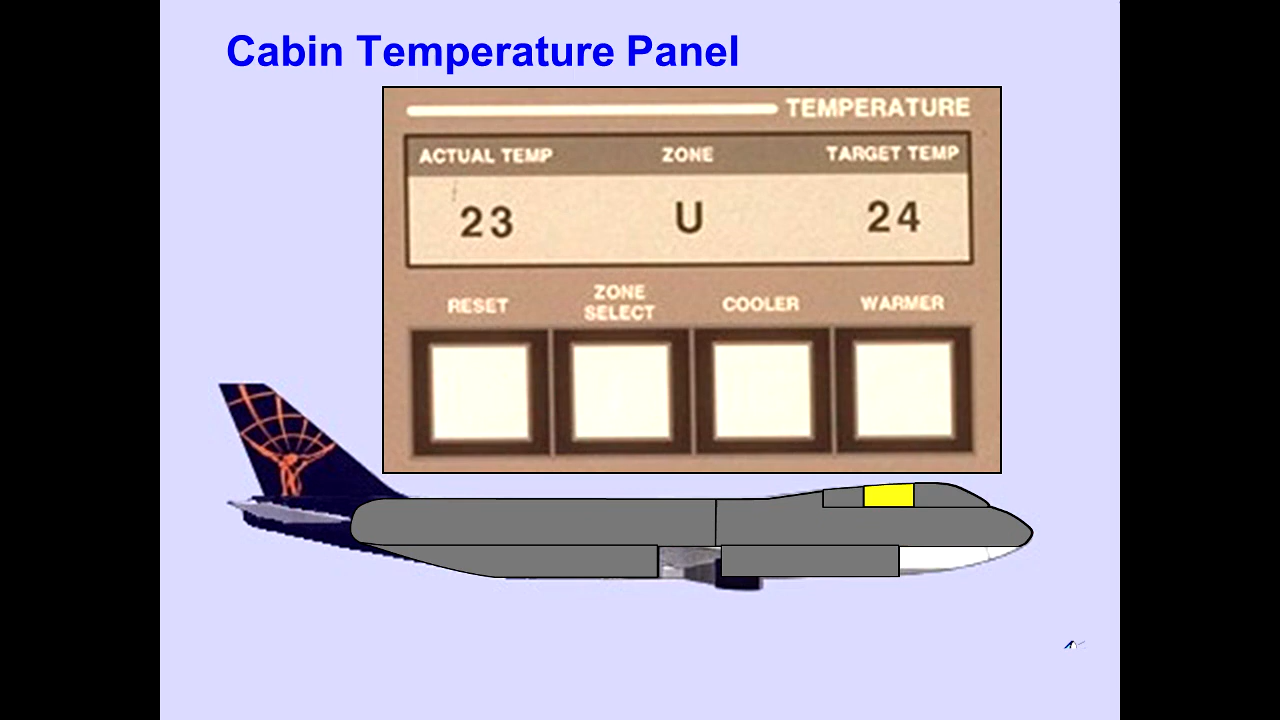 Cabin Temperature Panel
TEMPERATURE
ACTUAL TEMP ZONE TARGET TEMP
23 U 24
RESET ZONE SELECT COOLER WARMER